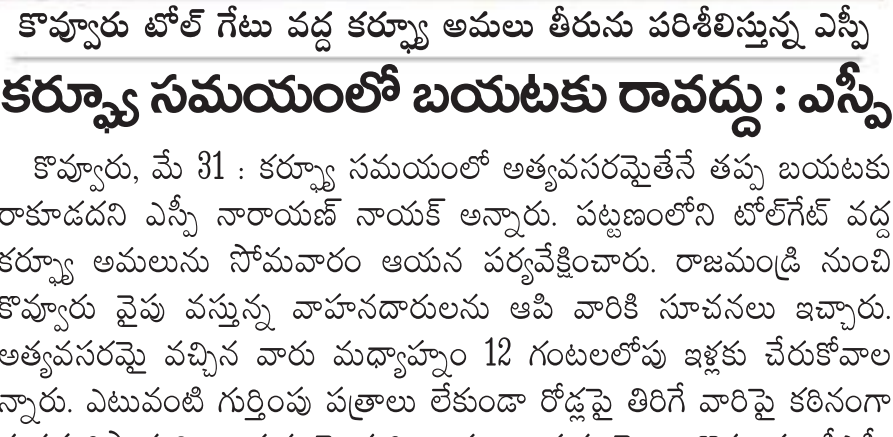 కొవ్వూరు టోల్ గేటు వద్ద కర్ఫ్యూ అమలు తీరును పరిశీలిస్తున్న ఎస్పీ
కర్ఫ్యూ సమయంలో బయటకు రావద్దు : ఎస్పీ
కొవ్వూరు, మే 31 : కర్ఫ్యూ సమయంలో అత్యవసరమైతేనే తప్ప బయటకు
రాకూడదని ఎస్పీ నారాయణ్ నాయక్ అన్నారు. పట్టణంలోని టోల్‌గేట్ వద్ద
కర్ఫ్యూ అమలును సోమవారం ఆయన పర్యవేక్షించారు. రాజమండ్రి నుంచి
కొవ్వూరు వైపు వస్తున్న వాహనదారులను ఆపి వారికి సూచనలు ఇచ్చారు.
అత్యవసరమై వచ్చిన వారు మధ్యాహ్నం 12 గంటలలోపు ఇళ్లకు చేరుకోవాల
న్నారు. ఎటువంటి గుర్తింపు పత్రాలు లేకుండా రోడ్లపై తిరిగే వారిపై కఠినంగా